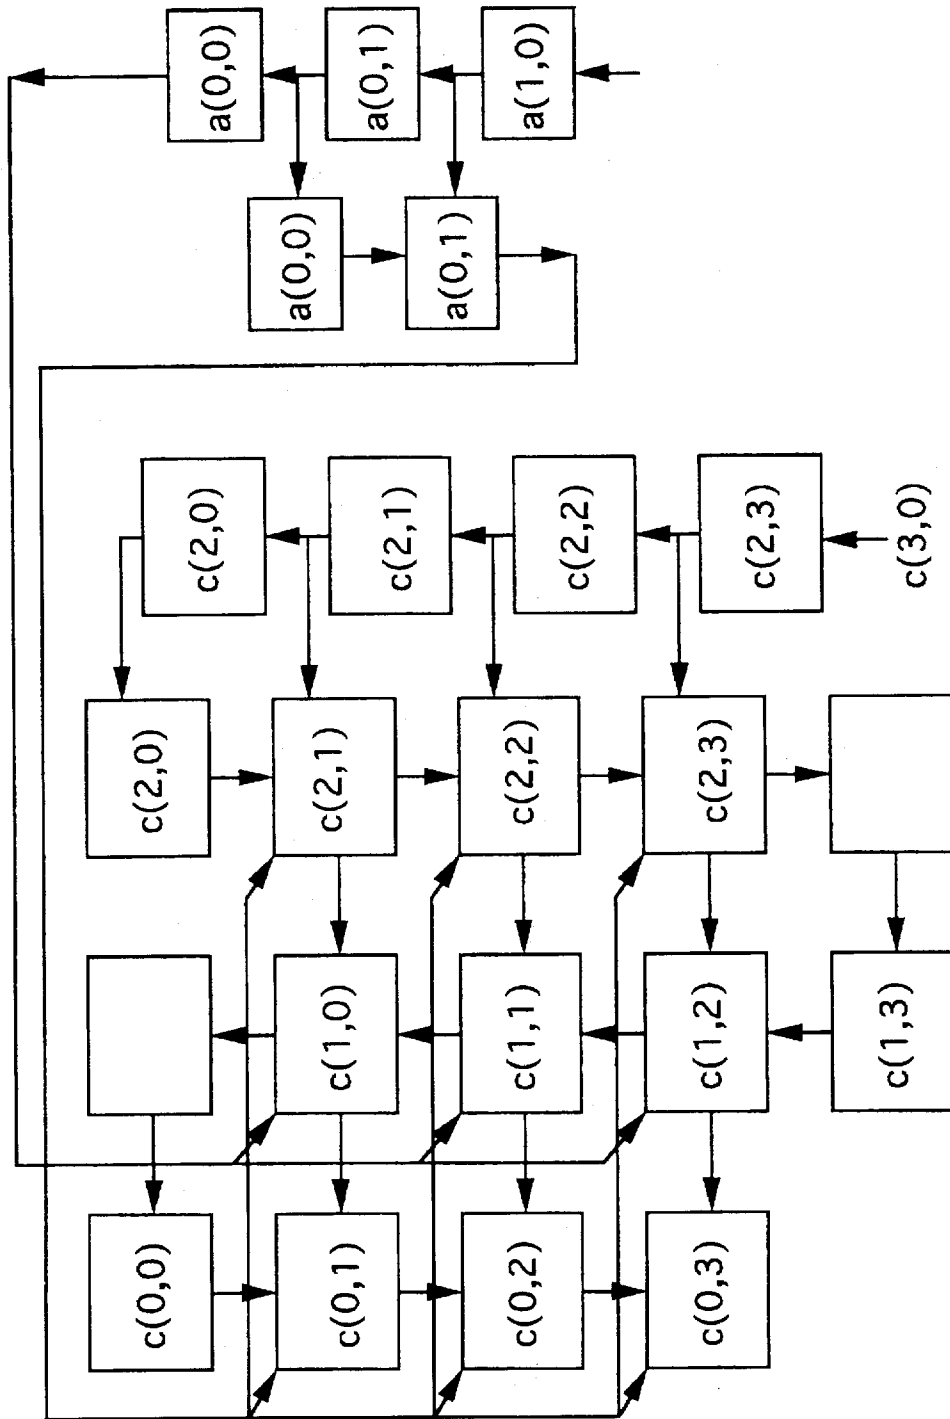 c(0,0)
c(2,0)
c(2,0)
a(0,0)
a(0,0)
c(0,1)
c(1,0)
c(2,1)
c(2,1)
a(0,1)
a(0,1)
c(0,2)
c(1,1)
c(2,2)
c(2,2)
a(1,0)
c(0,3)
c(1,2)
c(2,3)
c(2,3)
c(1,3)
c(3,0)